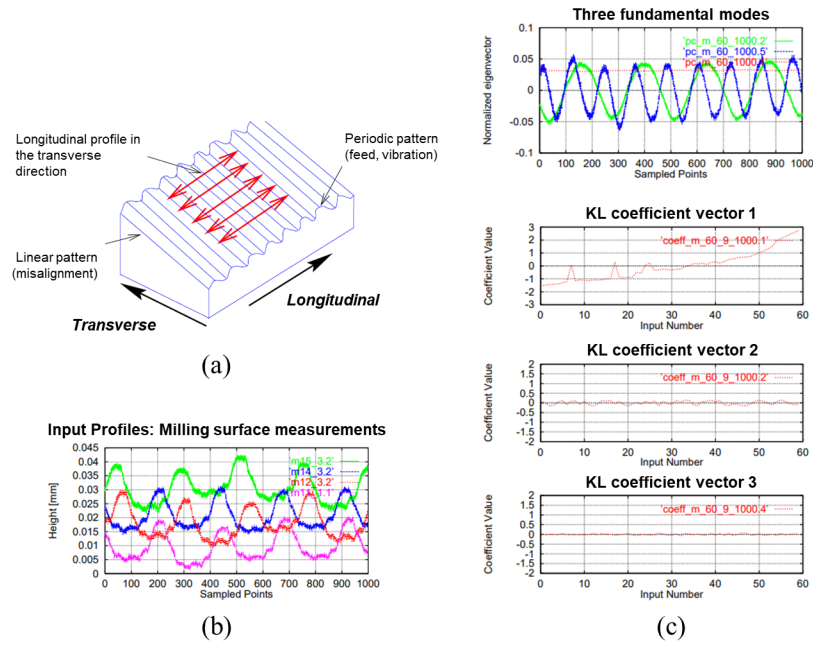 (a)
Longitudinal profile in
the transverse
direction
Periodic pattern
(feed, vibration)
Linear pattern
(misalignment)
Transverse
Longitudinal
(a)
Input Profiles: Milling surface measurements
Height [mm]
0.045
0.04
0.035
0.03
0.025
0.02
0.015
0.01
0.005
0
'm15_3.2'
'm14_3.2'
'm12_3.2'
0 100 200 300 400 500 600 700 800 900 1000
Sampled Points
(b)
Three fundamental modes
Normalized eigenvector
0.1
0.05
0
-0.05
-0.1
'pc_m_60_1000.2'
'pc_m_60_1000.5'
0 100 200 300 400 500 600 700 800 900 1000
Sampled Points
KL coefficient vector 1
Coefficient Value
3
2
1
0
-1
-2
-3
'coeff_m_60_9_1000.1'
0 10 20 30 40 50 60
Input Number
KL coefficient vector 2
Coefficient Value
2
1.5
1
0.5
0
-0.5
-1
-1.5
-2
'coeff_m_60_9_1000.2'
0 10 20 30 40 50 60
Input Number
KL coefficient vector 3
Coefficient Value
2
1.5
1
0.5
0
-0.5
-1
-1.5
-2
'coeff_m_60_9_1000.4'
0 10 20 30 40 50 60
Input Number
(c)